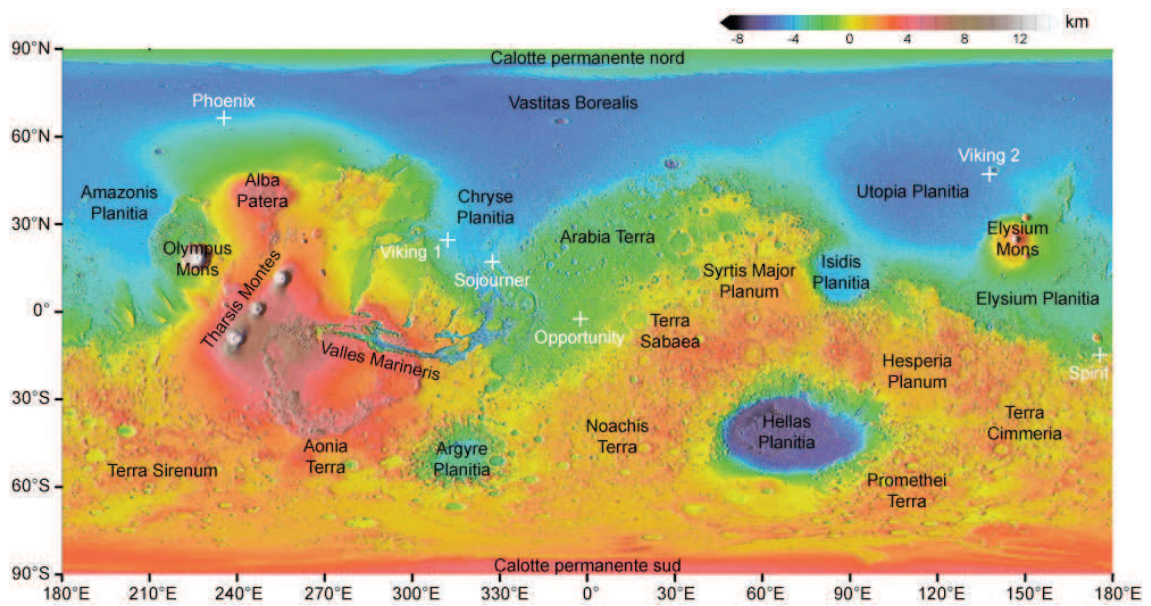 km
-8 -4 0 4 8 12
90°N
60°N
30°N
0°
30°S
60°S
90°S
Calotte permanente nord
Vastitas Borealis
Phoenix
Viking 2
Amazonis
Planitia
Alba
Patera
Chryse
Planitia
Utopia Planitia
Olympus
Mons
Viking 1
Arabia Terra
Elysium
Mons
Tharsis Montes
Sojourner
Syrtis Major
Planum
Isidis
Planitia
Elysium Planitia
Opportunity
Terra
Sabaea
Valles Marineris
Hesperia
Planum
Spirit
Noachis
Terra
Hellas
Planitia
Terra
Cimmeria
Terra Sirenum
Aonia
Terra
Argyre
Planitia
Promethei
Terra
Calotte permanente sud
180°E 210°E 240°E 270°E 300°E 330°E 0° 30°E 60°E 90°E 120°E 150°E 180°E